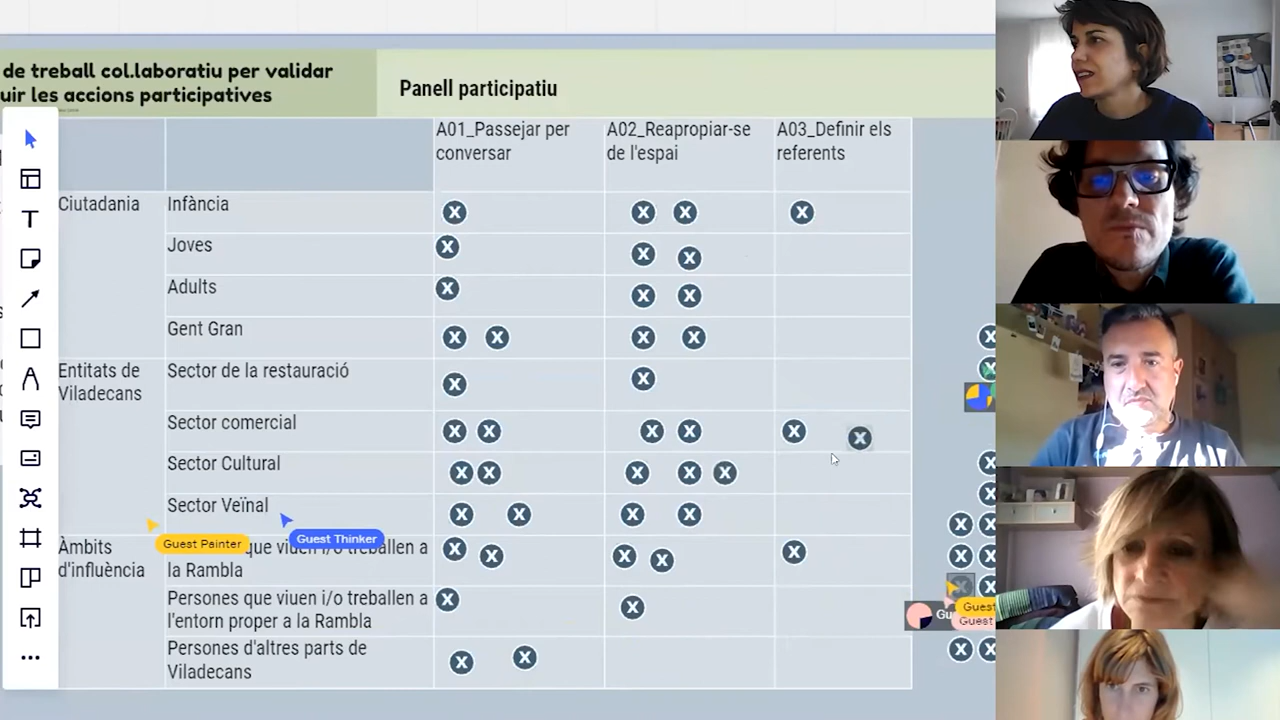 de treball col.laboratiu per validar
uir les accions participatives
Panell participatiu
A01_Passejar per
conversar
A02_Reapropiar-se
de l'espai
A03_Definir els
referents
Ciutadania
Infància
X X X X
Joves
X X X
Adults
X X X
Gent Gran
X X X X
Entitats de
Viladecans
Sector de la restauració
X X
Sector comercial
X X X X X X
Sector Cultural
X X X X X
Sector Veïnal
X X X X
Guest Painter
Guest Thinker
Àmbits
d'influència
que viuen i/o treballen a
la Rambla
X X X X X
Persones que viuen i/o treballen a
l'entorn proper a la Rambla
X X
Persones d'altres parts de
Viladecans
X X
Guest
Guest
T